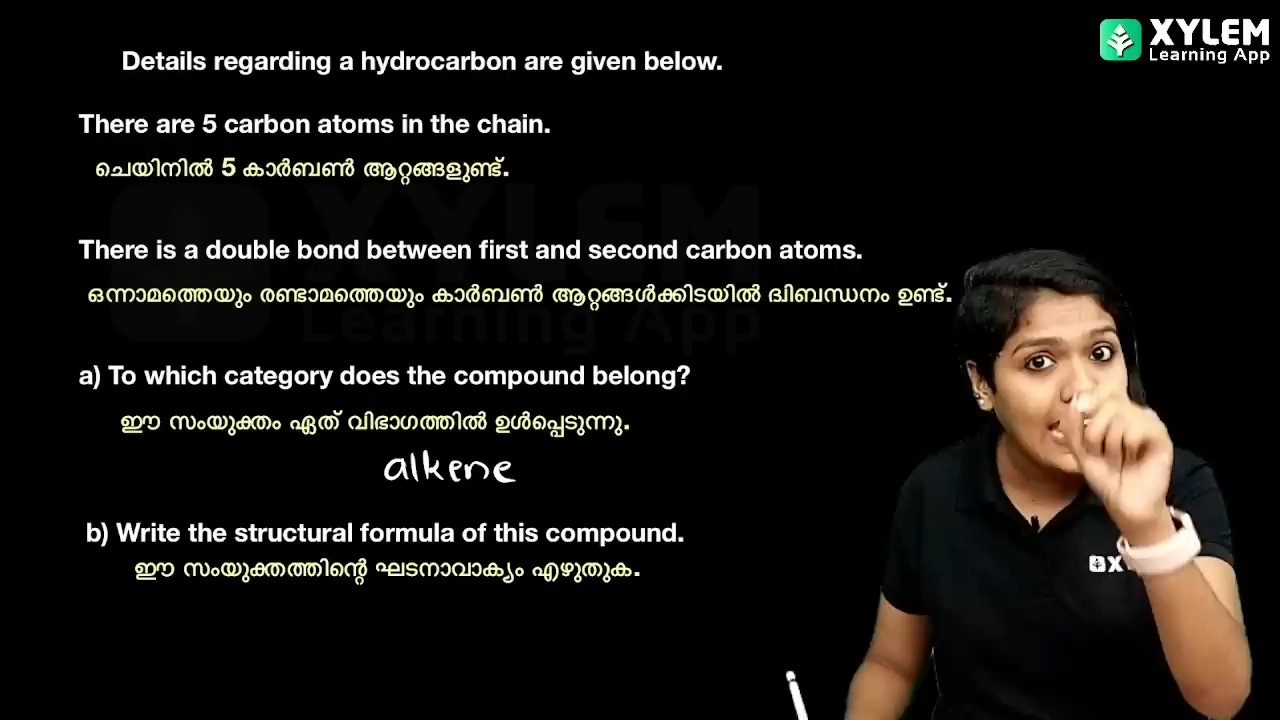 XYLEM
Learning App
Details regarding a hydrocarbon are given below.
There are 5 carbon atoms in the chain.
ചെയിനിൽ 5 കാർബൺ ആറ്റങ്ങളുണ്ട്.
XYLEM
Learning App
There is a double bond between first and second carbon atoms.
ഒന്നാമത്തെയും രണ്ടാമത്തെയും കാർബൺ ആറ്റങ്ങൾക്കിടയിൽ ദ്വിബന്ധനം ഉണ്ട്.
a) To which category does the compound belong?
ഈ സംയുക്തം ഏത് വിഭാഗത്തിൽ ഉൾപ്പെടുന്നു.
alkene
b) Write the structural formula of this compound.
ഈ സംയുക്തത്തിന്റെ ഘടനാവാക്യം എഴുതുക.